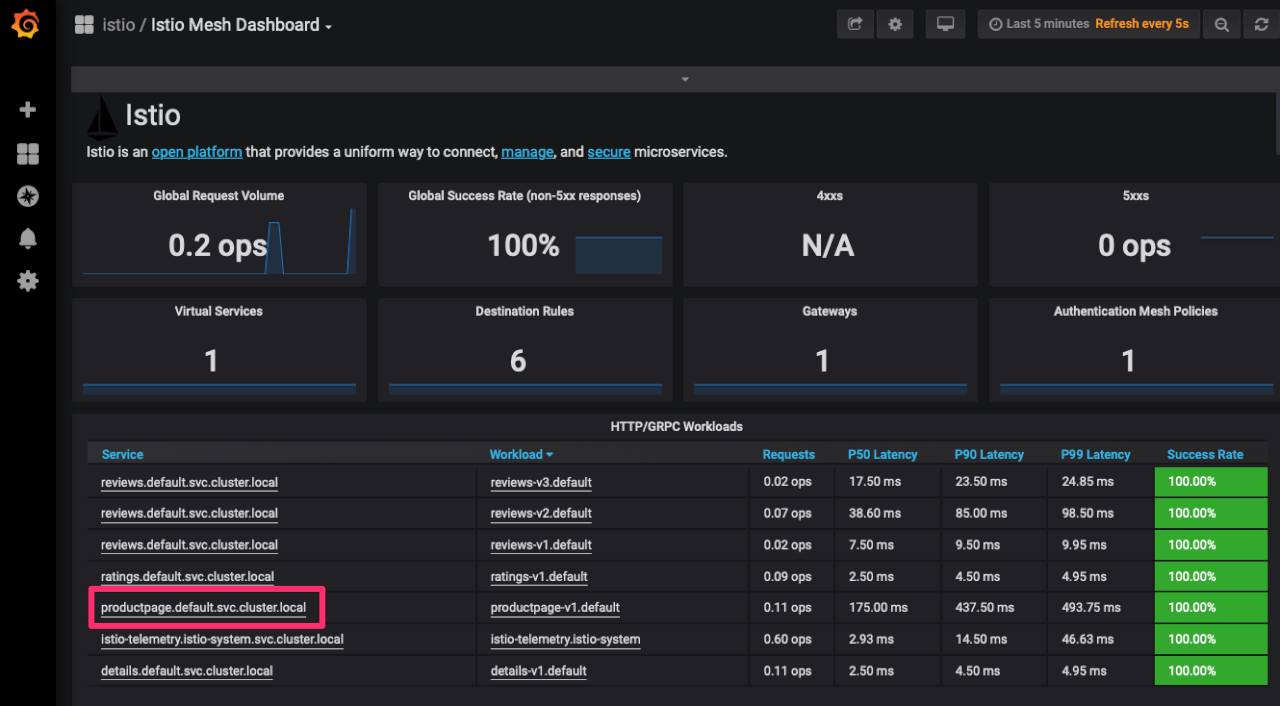 istio / Istio Mesh Dashboard
Last 5 minutes Refresh every 5s
Istio
Istio is an open platform that provides a uniform way to connect, manage, and secure microservices.
Global Request Volume
0.2 ops
Global Success Rate (non-5xx responses)
100%
4xxs
N/A
5xxs
0 ops
Virtual Services
1
Destination Rules
6
Gateways
1
Authentication Mesh Policies
1
HTTP/GRPC Workloads
Service Workload Requests P50 Latency P90 Latency P99 Latency Success Rate
reviews.default.svc.cluster.local reviews-v3.default 0.02 ops 17.50 ms 23.50 ms 24.85 ms 100.00%
reviews.default.svc.cluster.local reviews-v2.default 0.07 ops 38.60 ms 85.00 ms 98.50 ms 100.00%
reviews.default.svc.cluster.local reviews-v1.default 0.02 ops 7.50 ms 9.50 ms 9.95 ms 100.00%
ratings.default.svc.cluster.local ratings-v1.default 0.09 ops 2.50 ms 4.50 ms 4.95 ms 100.00%
productpage.default.svc.cluster.local productpage-v1.default 0.11 ops 175.00 ms 437.50 ms 493.75 ms 100.00%
istio-telemetry.istio-system.svc.cluster.local istio-telemetry.istio-system 0.60 ops 2.93 ms 14.50 ms 46.63 ms 100.00%
details.default.svc.cluster.local details-v1.default 0.11 ops 2.50 ms 4.50 ms 4.95 ms 100.00%